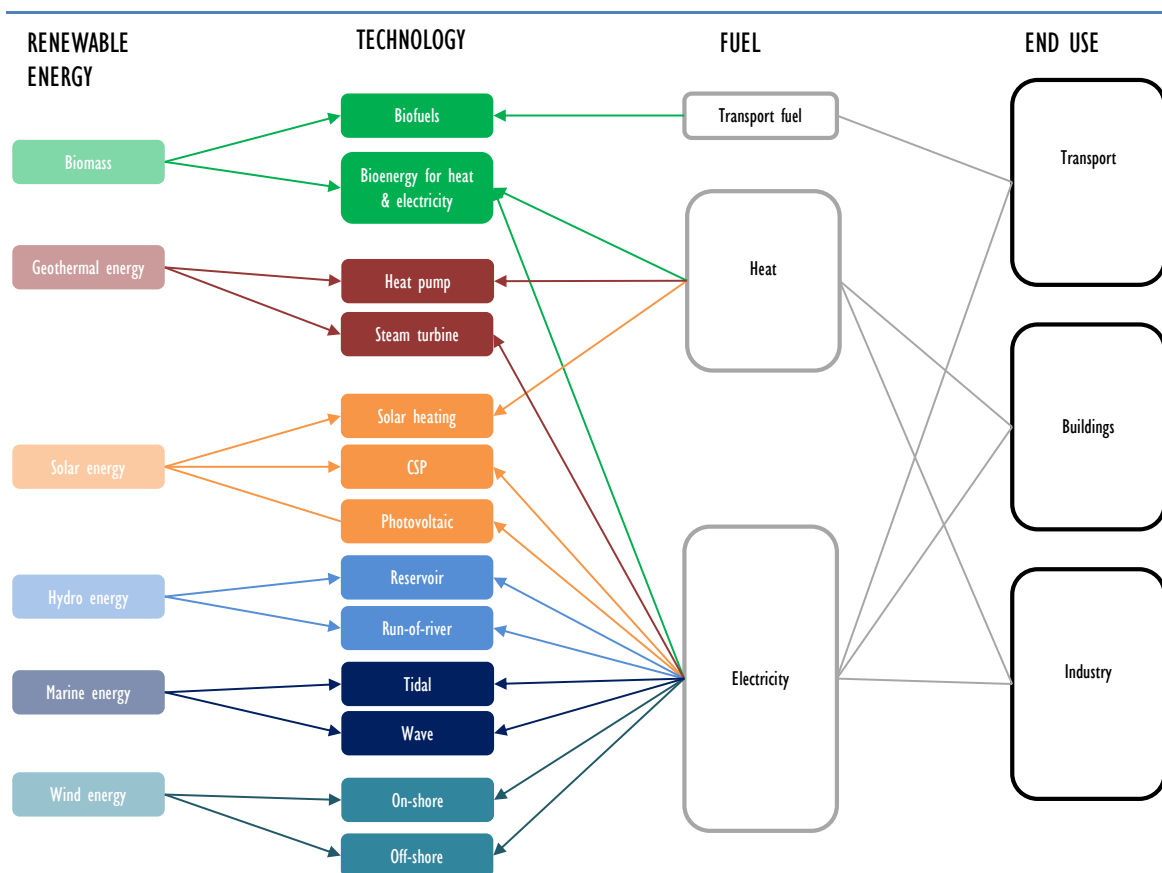 RENEWABLE
ENERGY
TECHNOLOGY
FUEL
END USE
Biomass
Geothermal energy
Solar energy
Hydro energy
Marine energy
Wind energy
Biofuels
Bioenergy for heat
& electricity
Heat pump
Steam turbine
Solar heating
CSP
Photovoltaic
Reservoir
Run-of-river
Tidal
Wave
On-shore
Off-shore
Transport fuel
Heat
Electricity
Transport
Buildings
Industry